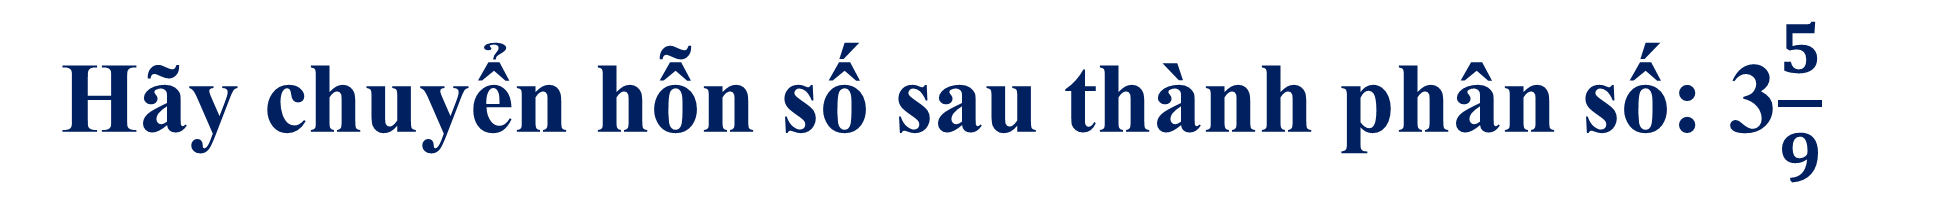 Hãy chuyển hỗn số sau thành phân số: 3 5/9